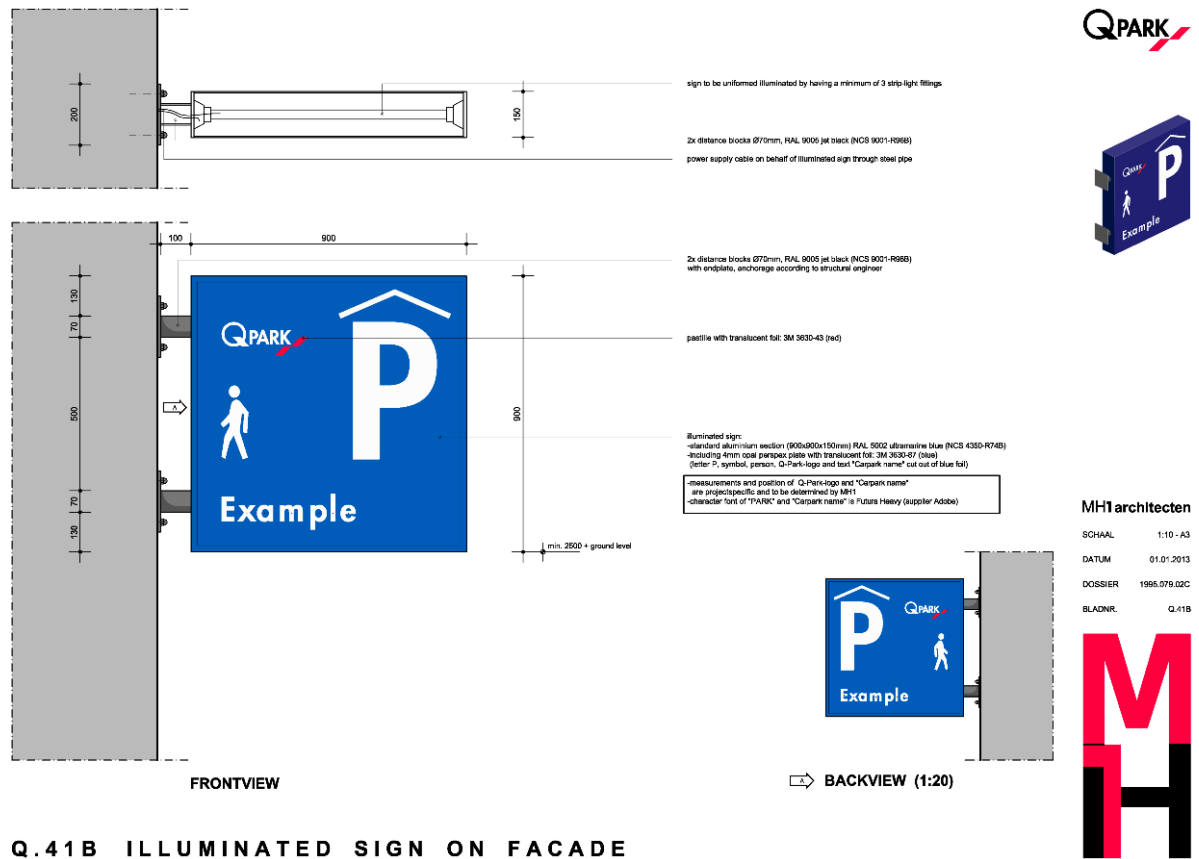 QPARK
sign to be uniformed illuminated by having a minimum of 3 strip-light fittings
200
150
2x distance blocks Ø70mm, RAL 9005 jet black (NCS 9001-R96B)
power supply cable on behalf of illuminated sign through steel pipe
QPARK
P
Example
100
900
2x distance blocks Ø70mm, RAL 9005 jet black (NCS 9001-R96B)
with endplate, anchorage according to structural engineer
130
70
500
70
130
QPARK
P
pastille with translucent foil: 3M 3630-43 (red)
A
900
illuminated sign:
-standard aluminium section (900x900x150mm) RAL 5002 ultramarine blue (NCS 4350-R74B)
-including 4mm opal perspex plate with translucent foil: 3M 3630-87 (blue)
(letter P, symbol, person, Q-Park-logo and text "Carpark name" cut out of blue foil)
-measurements and position of Q-Park-logo and "Carpark name"
are projectspecific and to be determined by MH1
-character font of "PARK" and "Carpark name" is Futura Heavy (supplier Adobe)
Example
min. 2500 + ground level
MH1 architecten
SCHAAL 1:10 - A3
DATUM 01.01.2013
DOSSIER 1995.079.02C
BLADNR. Q.41B
P
QPARK
Example
MH
FRONTVIEW
A BACKVIEW (1:20)
Q.41B ILLUMINATED SIGN ON FACADE